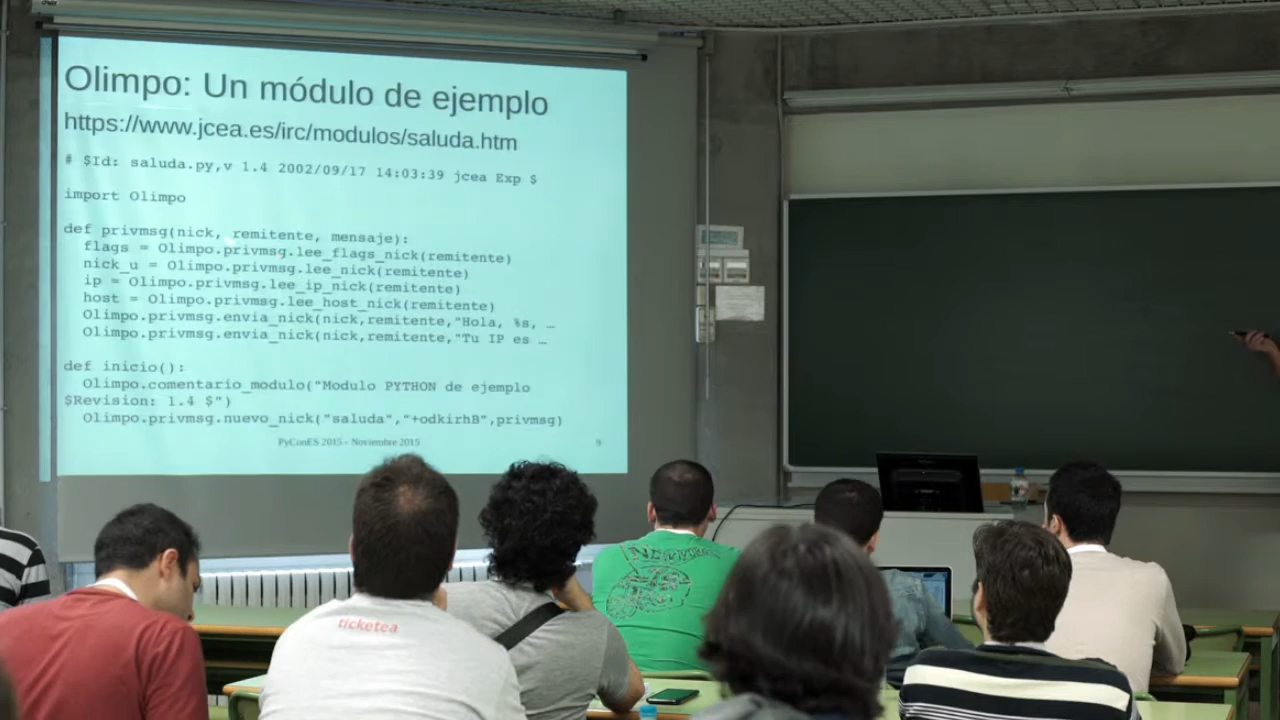 Olimpo: Un módulo de ejemplo
https://www.jcea.es/irc/modulos/saluda.htm
# $Id: saluda.py,v 1.4 2002/09/17 14:03:39 jcea Exp $
import Olimpo
def privmsg(nick, remitente, mensaje):
flags = Olimpo.privmsg.lee_flags_nick(remitente)
nick_u = Olimpo.privmsg.lee_nick(remitente)
ip = Olimpo.privmsg.lee_ip_nick(remitente)
host = Olimpo.privmsg.lee_host_nick(remitente)
Olimpo.privmsg.envia_nick(nick,remitente,"Hola, %s, …
Olimpo.privmsg.envia_nick(nick,remitente,"Tu IP es …
def inicio():
Olimpo.comentario_modulo("Modulo PYTHON de ejemplo
$Revision: 1.4 $")
Olimpo.privmsg.nuevo_nick("saluda","+odkirhB",privmsg)
PyConES 2015 - Noviembre 2015
9
ticketea